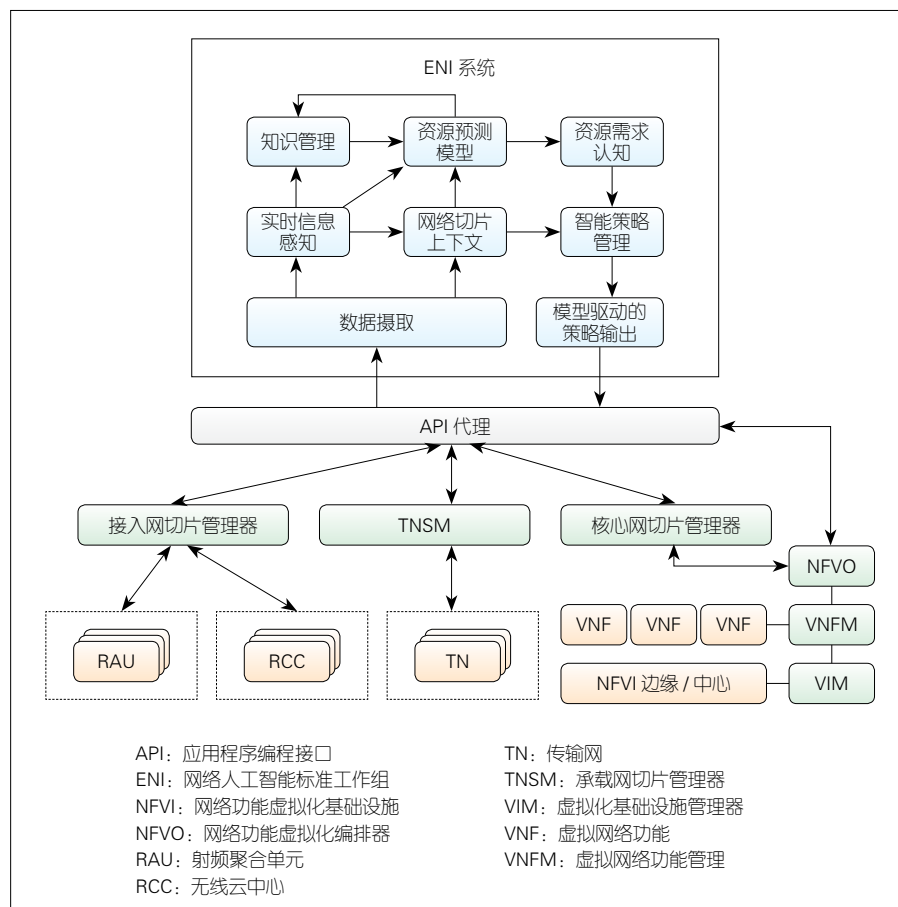 ENI 系统
知识管理
资源预测
模型
资源需求
认知
实时信息
感知
网络切片
上下文
智能策略
管理
数据摄取
模型驱动的
策略输出
API 代理
接入网切片管理器
TNSM
核心网切片管理器
NFVO
RAU
RCC
TN
VNF
VNF
VNF
VNFM
NFVI 边缘 / 中心
VIM
API：应用程序编程接口
ENI：网络人工智能标准工作组
NFVI：网络功能虚拟化基础设施
NFVO：网络功能虚拟化编排器
RAU：射频聚合单元
RCC：无线云中心
TN：传输网
TNSM：承载网切片管理器
VIM：虚拟化基础设施管理器
VNF：虚拟网络功能
VNFM：虚拟网络功能管理